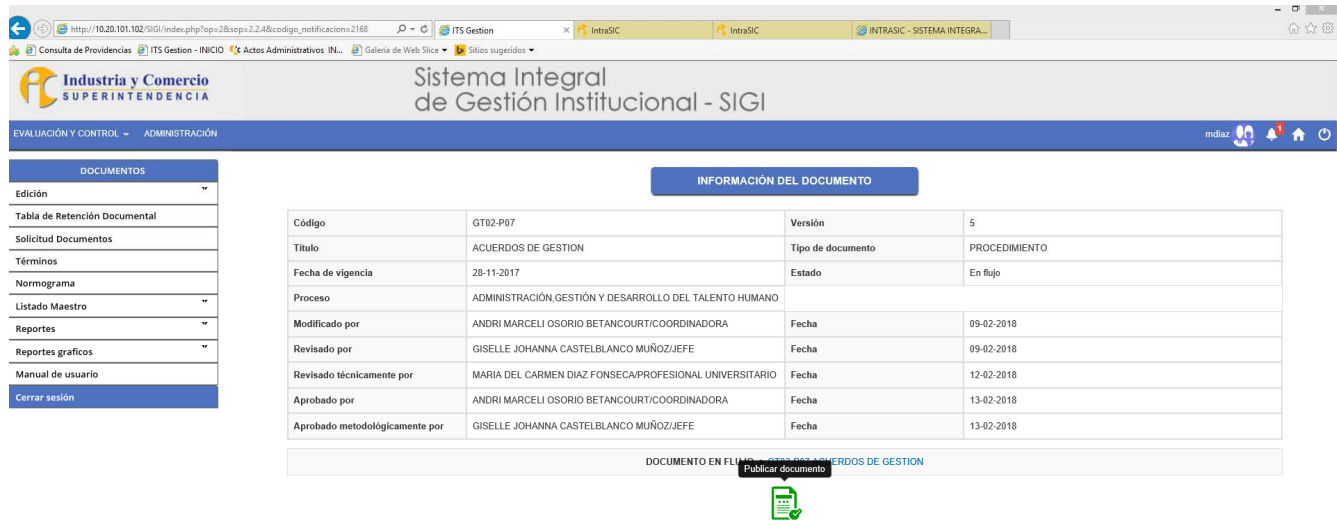 http://10.20.101.102/SIGI/index.php?op=2&sop=2.2.4&codigo_notificacion=2168
ITS Gestion
IntraSIC
IntraSIC
INTRASIC - SISTEMA INTEGRA...
Consulta de Providencias
ITS Gestion - INICIO
Actos Administrativos IN...
Galería de Web Slice
Sitios sugeridos
Industria y Comercio
SUPERINTENDENCIA
Sistema Integral
de Gestión Institucional - SIGI
EVALUACIÓN Y CONTROL ADMINISTRACIÓN
mdiaz
1
DOCUMENTOS
Edición
Tabla de Retención Documental
Solicitud Documentos
Términos
Normograma
Listado Maestro
Reportes
Reportes graficos
Manual de usuario
Cerrar sesión
INFORMACIÓN DEL DOCUMENTO
Código GT02-P07 Versión 5
Título ACUERDOS DE GESTION Tipo de documento PROCEDIMIENTO
Fecha de vigencia 28-11-2017 Estado En flujo
Proceso ADMINISTRACIÓN,GESTIÓN Y DESARROLLO DEL TALENTO HUMANO
Modificado por ANDRI MARCELI OSORIO BETANCOURT/COORDINADORA Fecha 09-02-2018
Revisado por GISELLE JOHANNA CASTELBLANCO MUÑOZ/JEFE Fecha 09-02-2018
Revisado técnicamente por MARIA DEL CARMEN DIAZ FONSECA/PROFESIONAL UNIVERSITARIO Fecha 12-02-2018
Aprobado por ANDRI MARCELI OSORIO BETANCOURT/COORDINADORA Fecha 13-02-2018
Aprobado metodológicamente por GISELLE JOHANNA CASTELBLANCO MUÑOZ/JEFE Fecha 13-02-2018
DOCUMENTO EN FLUJO -> GT02-P07 ACUERDOS DE GESTION
Publicar documento